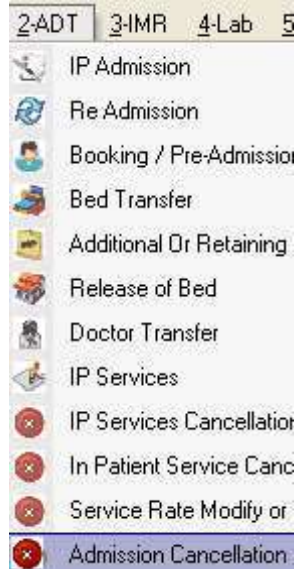 2-ADT 3-IMR 4-Lab 5
IP Admission
Re Admission
Booking / Pre-Admission
Bed Transfer
Additional Or Retaining
Release of Bed
Doctor Transfer
IP Services
IP Services Cancellation
In Patient Service Canc
Service Rate Modify or
Admission Cancellation